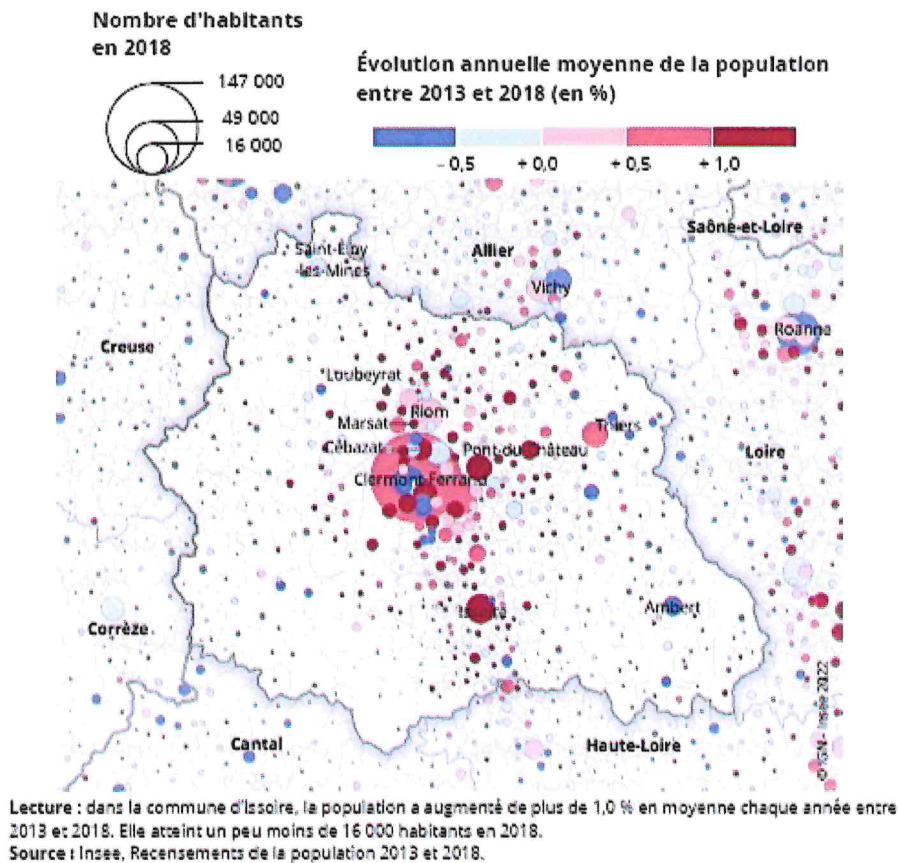 Nombre d'habitants
en 2018
147 000
49 000
16 000
Évolution annuelle moyenne de la population
entre 2013 et 2018 (en %)
- 0,5
+ 0,0
+ 0,5
+ 1,0
Saône-et-Loire
Saint-Éloy
-les-Mines
Allier
Vichy
Roanne
Creuse
Loubeyrat
Riom
Marsat
Thiers
Cébazat
Pont-du-Château
Loire
Clermont-Ferrand
Issoire
Ambert
Corrèze
Cantal
Haute-Loire
© IGN - Insee 2022
Lecture : dans la commune d'Issoire, la population a augmenté de plus de 1,0 % en moyenne chaque année entre
2013 et 2018. Elle atteint un peu moins de 16 000 habitants en 2018.
Source : Insee, Recensements de la population 2013 et 2018.